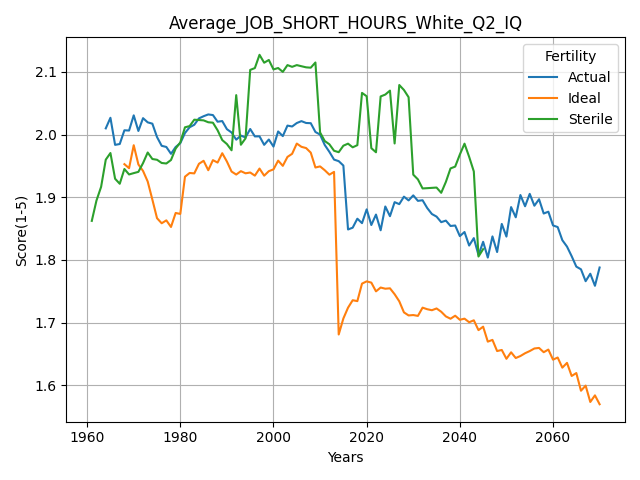 Average_JOB_SHORT_HOURS_White_Q2_IQ
Fertility
Actual
Ideal
Sterile
Score(1-5)
2.1
2.0
1.9
1.8
1.7
1.6
1960 1980 2000 2020 2040 2060
Years